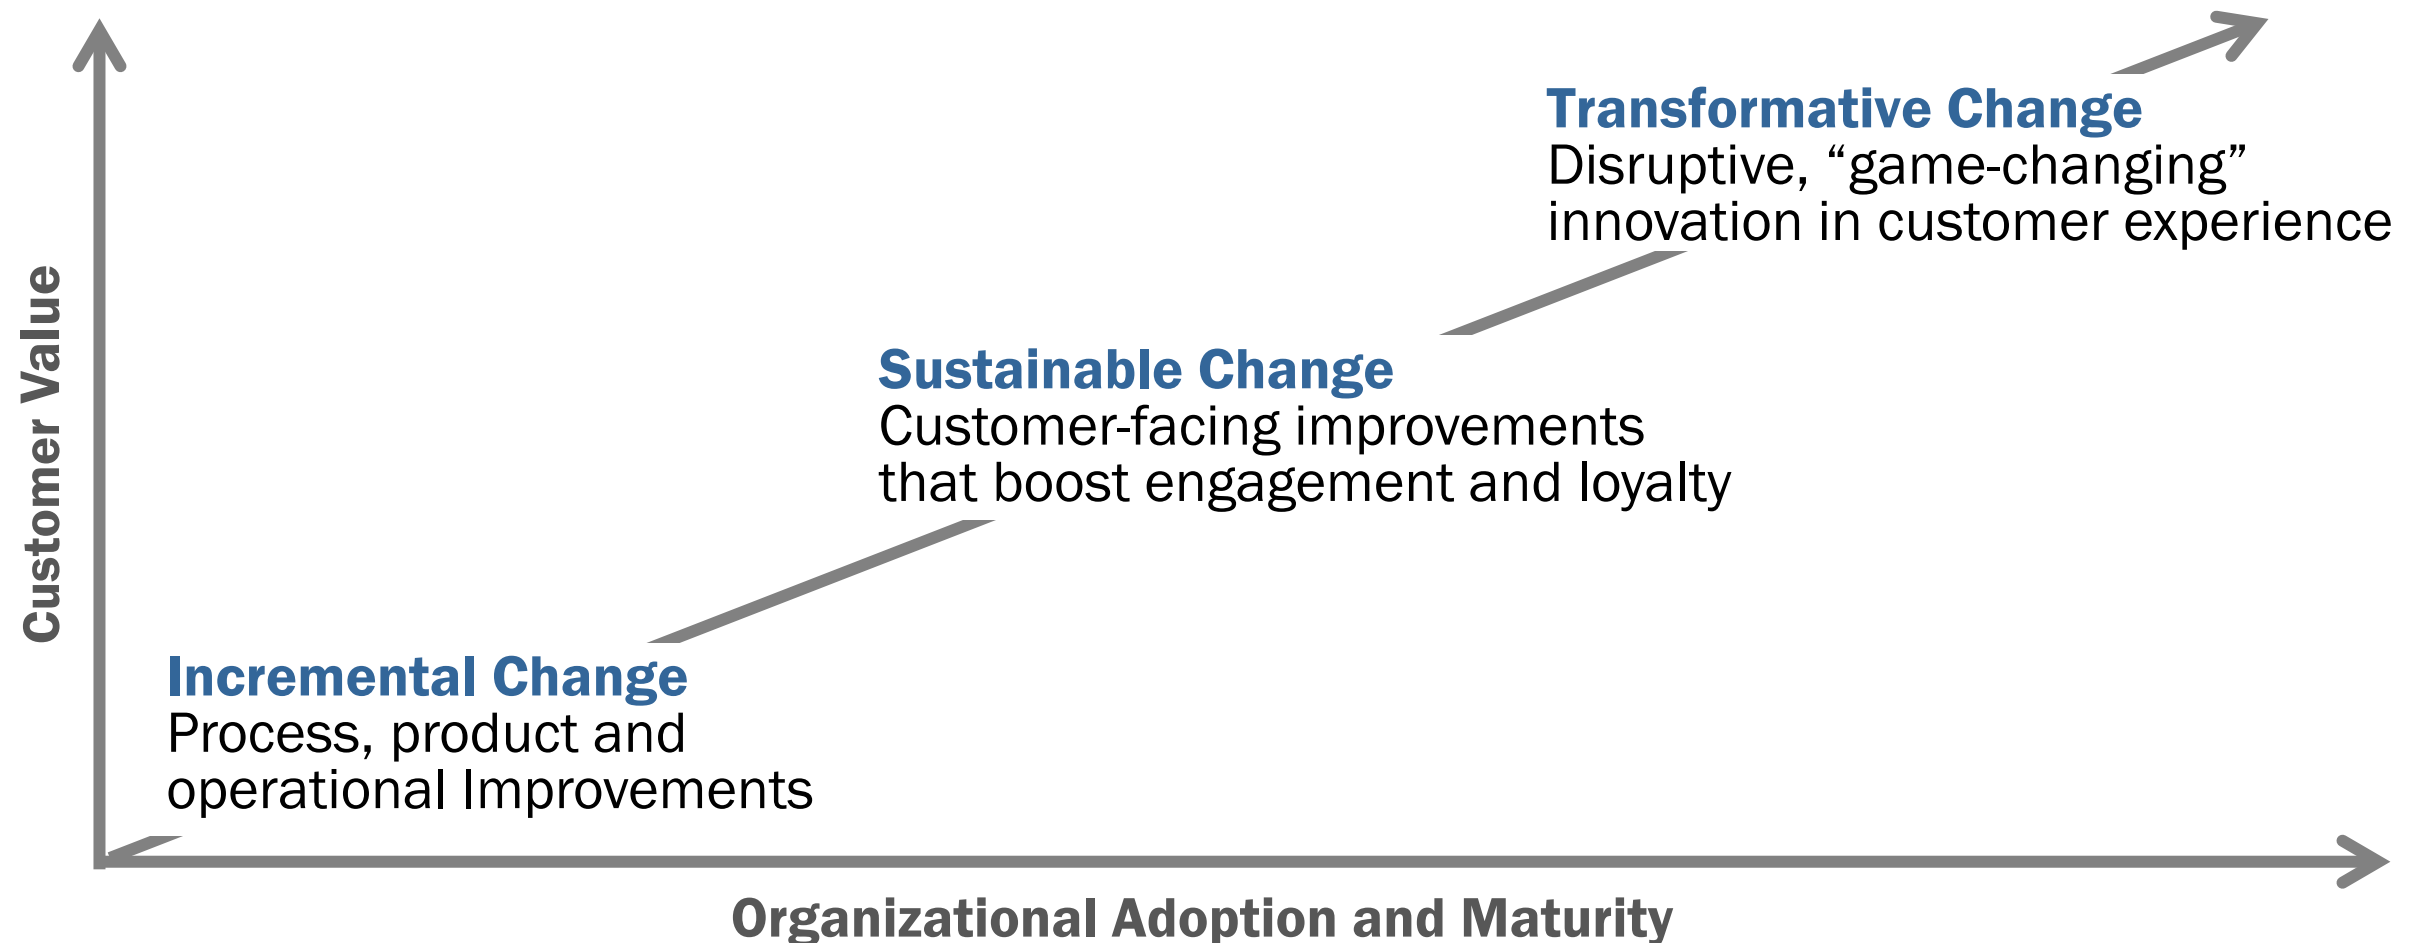 Transformative Change
Disruptive, “game-changing”
innovation in customer experience
Sustainable Change
Customer-facing improvements
that boost engagement and loyalty
Incremental Change
Process, product and
operational Improvements
Customer Value
Organizational Adoption and Maturity